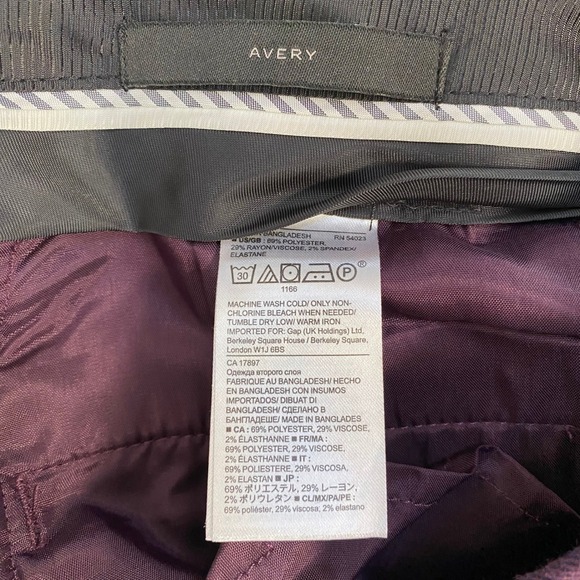 AVERY
BANGLADESH RN 54023
■ US/GB : 69% POLYESTER,
29% RAYON/VISCOSE, 2% SPANDEX/
ELASTANE
30 P ®
1166
MACHINE WASH COLD/ ONLY NON-
CHLORINE BLEACH WHEN NEEDED/
TUMBLE DRY LOW/ WARM IRON
IMPORTED FOR: Gap (UK Holdings) Ltd,
Berkeley Square House / Berkeley Square,
London W1J 6BS
CA 17897
Одежда второго слоя
FABRIQUE AU BANGLADESH/ HECHO
EN BANGLADESH CON INSUMOS
IMPORTADOS/ DIBUAT DI
BANGLADESH/ СДЕЛАНО В
БАНГЛАДЕШЕ/ MADE IN BANGLADES
■ CA : 69% POLYESTER, 29% VISCOSE,
2% ÉLASTHANNE ■ FR/MA :
69% POLYESTER, 29% VISCOSE,
2% ÉLASTHANNE ■ IT :
69% POLIESTERE, 29% VISCOSA,
2% ELASTAN ■ JP :
69% ポリエステル, 29% レーヨン,
2% ポリウレタン ■ CL/MX/PA/PE :
69% poliéster, 29% viscosa, 2% elastano